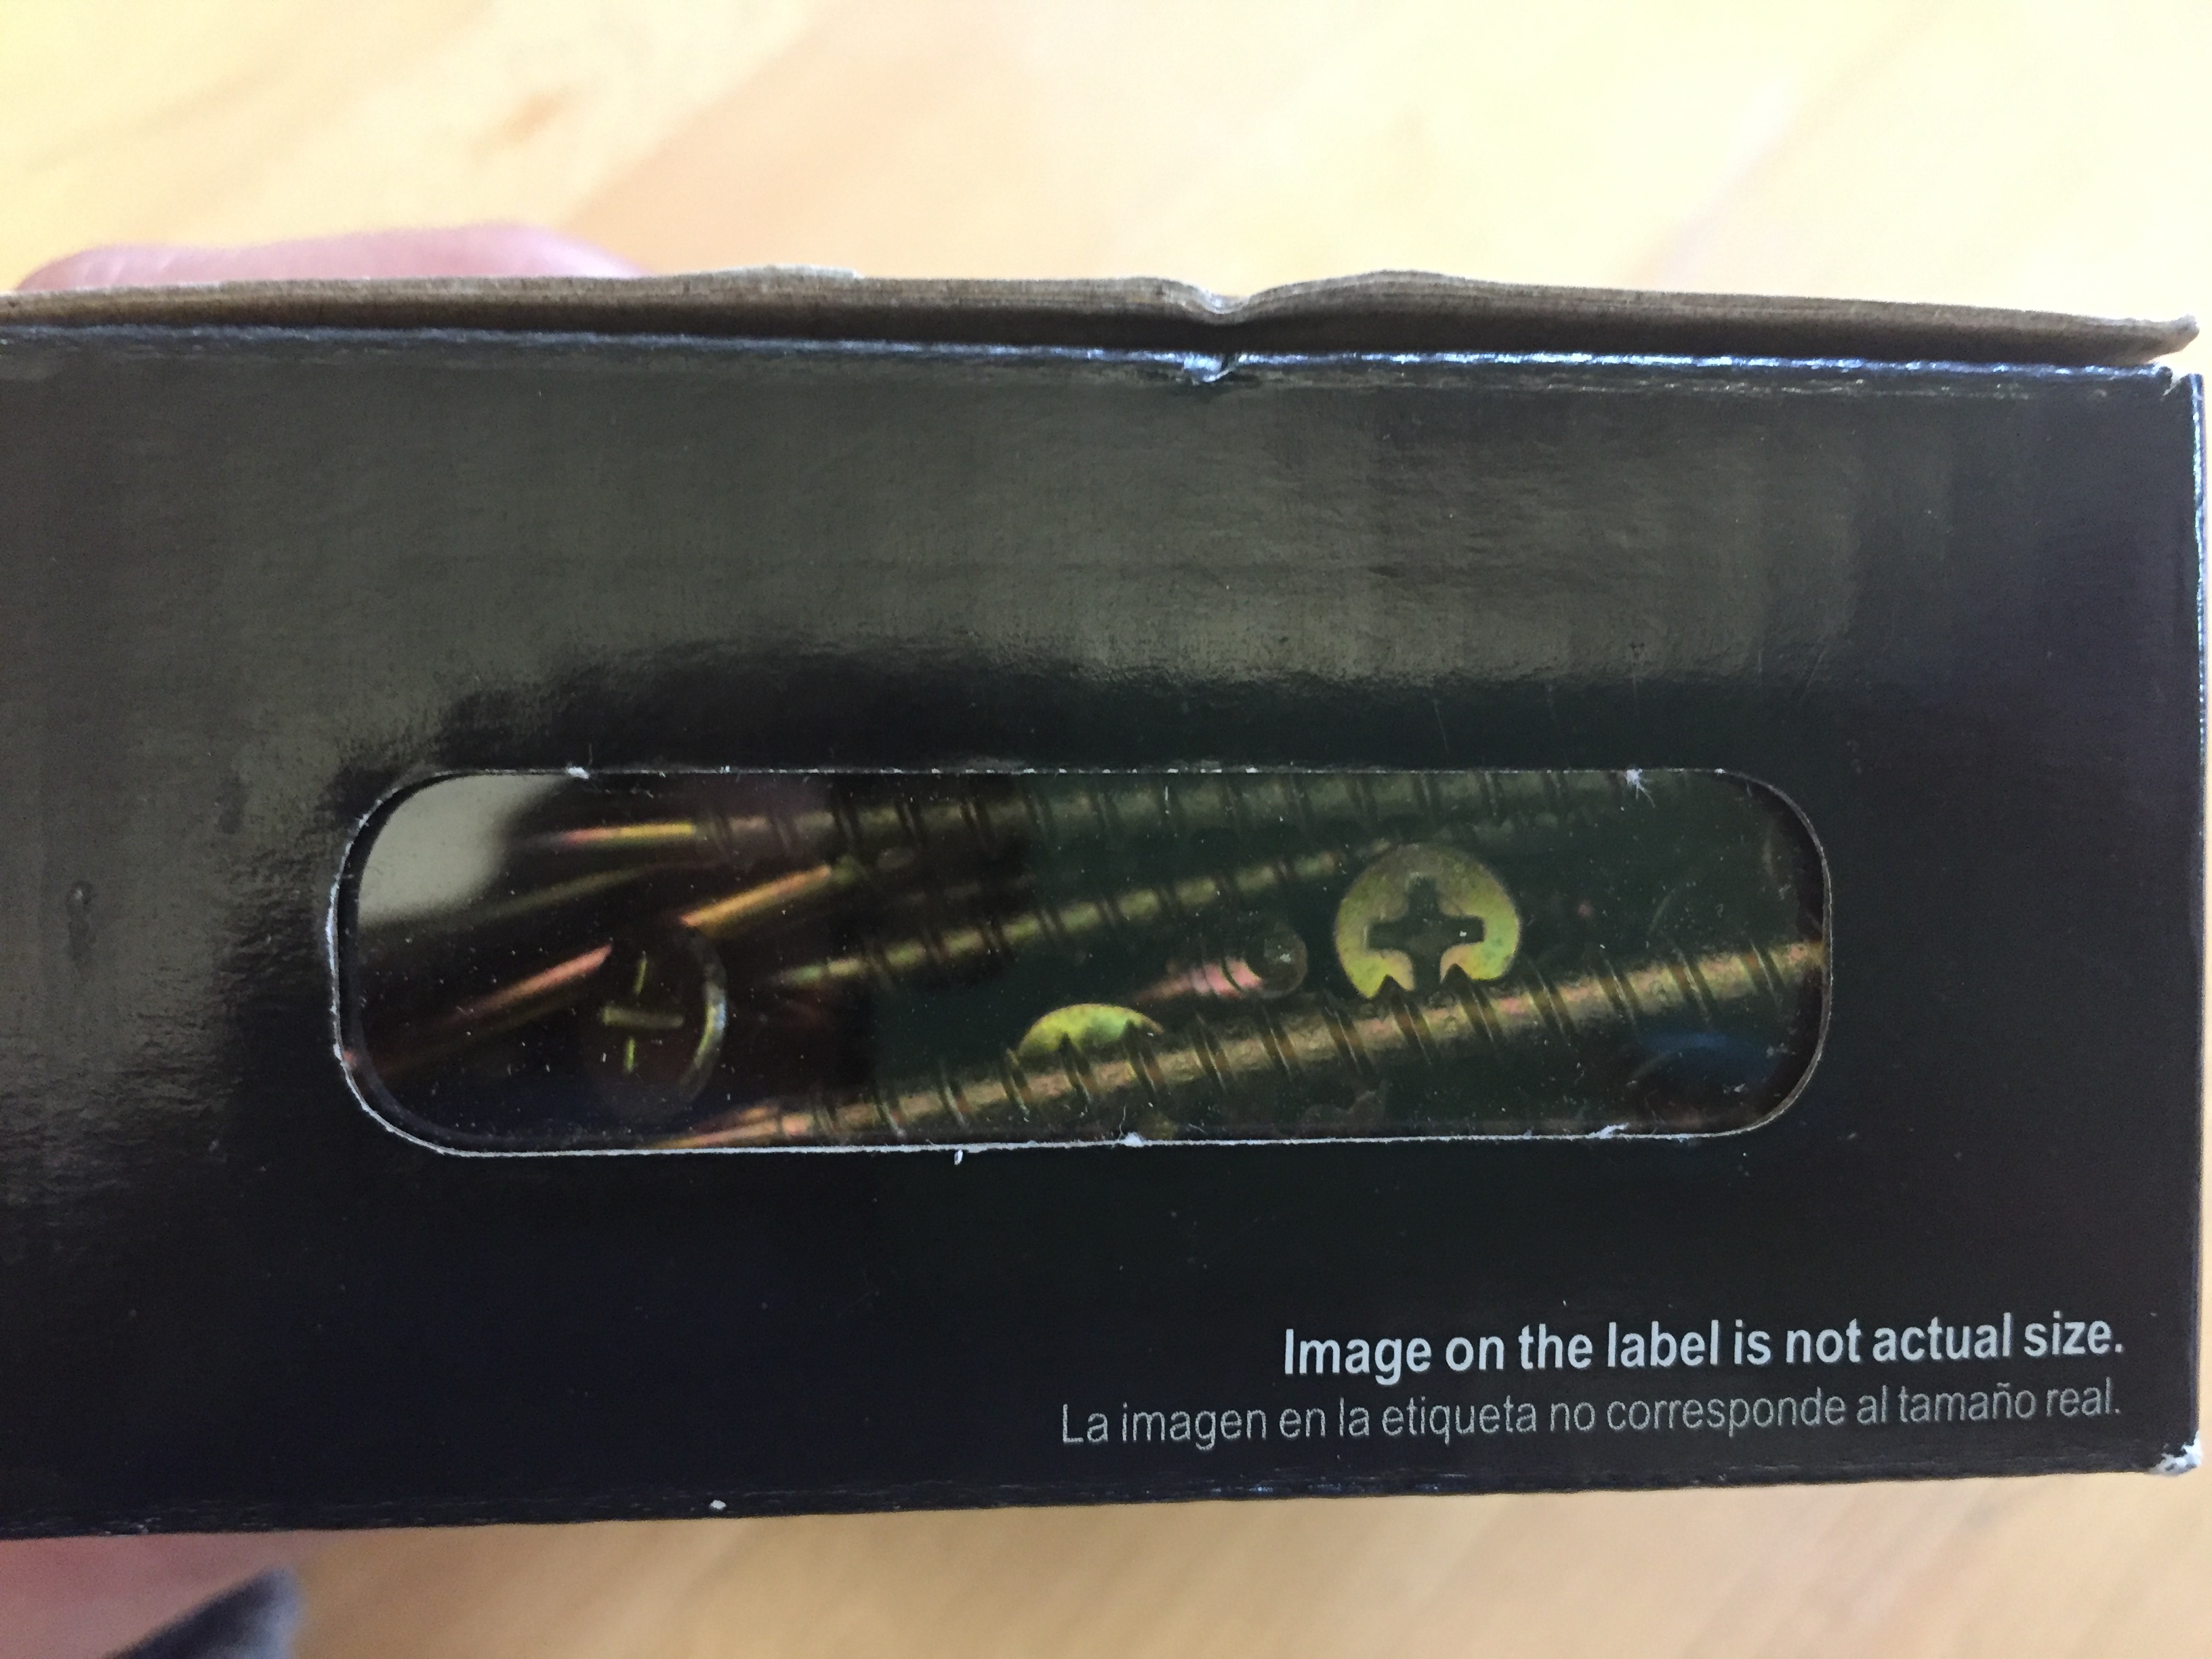 Image on the label is not actual size.
La imagen en la etiqueta no corresponde al tamaño real.